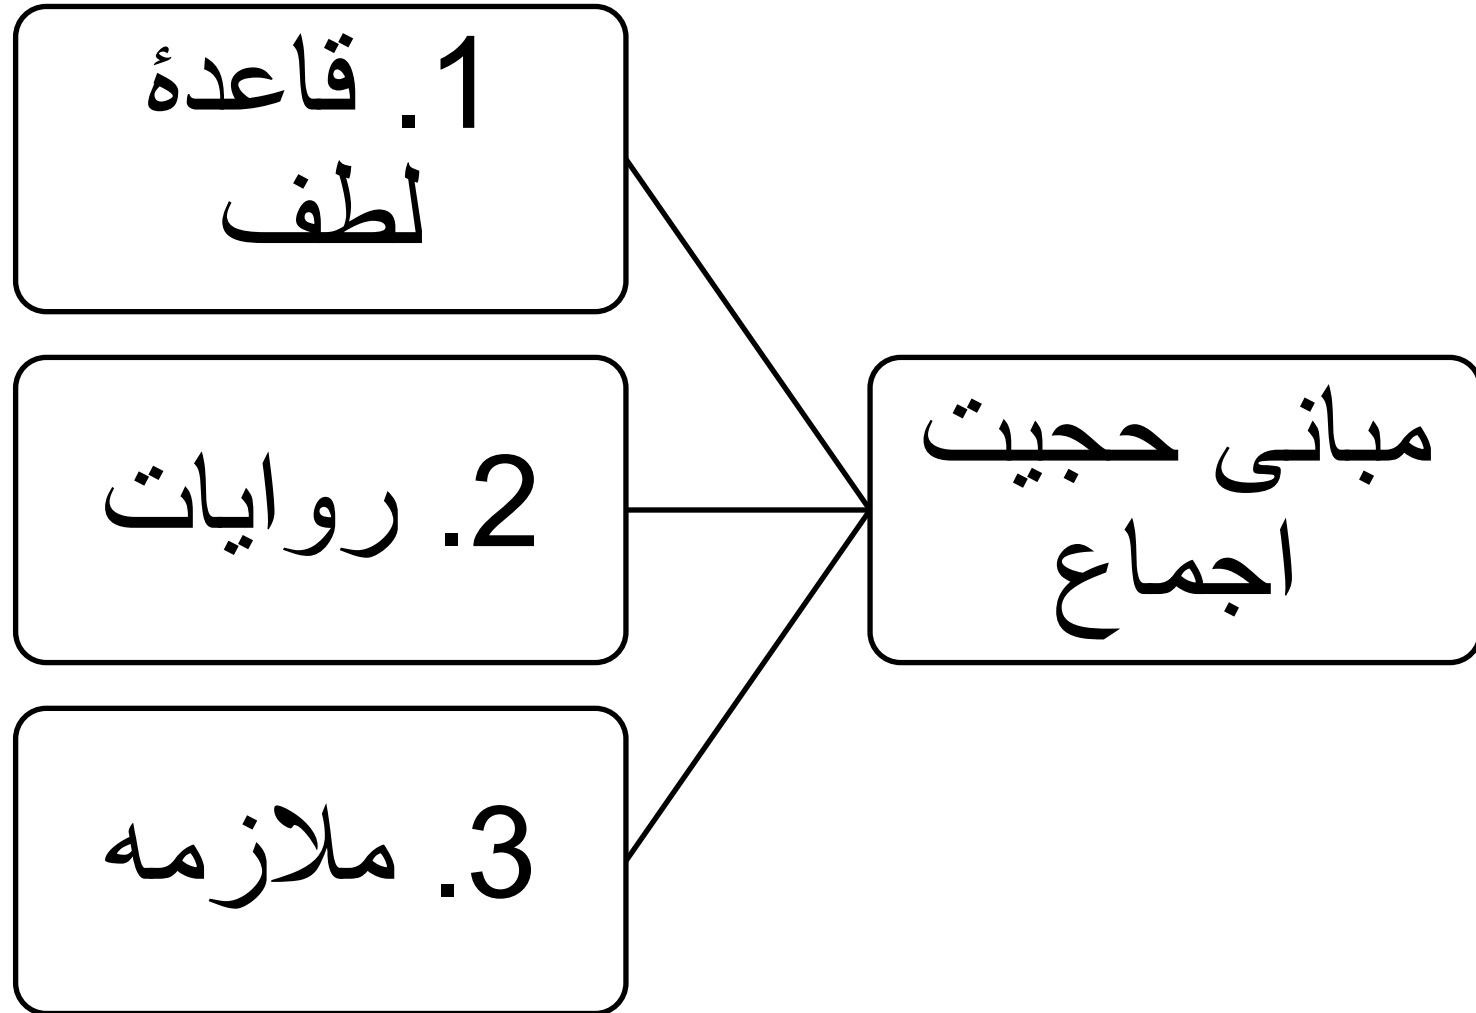 مبانی حجیت
اجماع
1. قاعدۀ
لطف
2. روایات
3. ملازمه